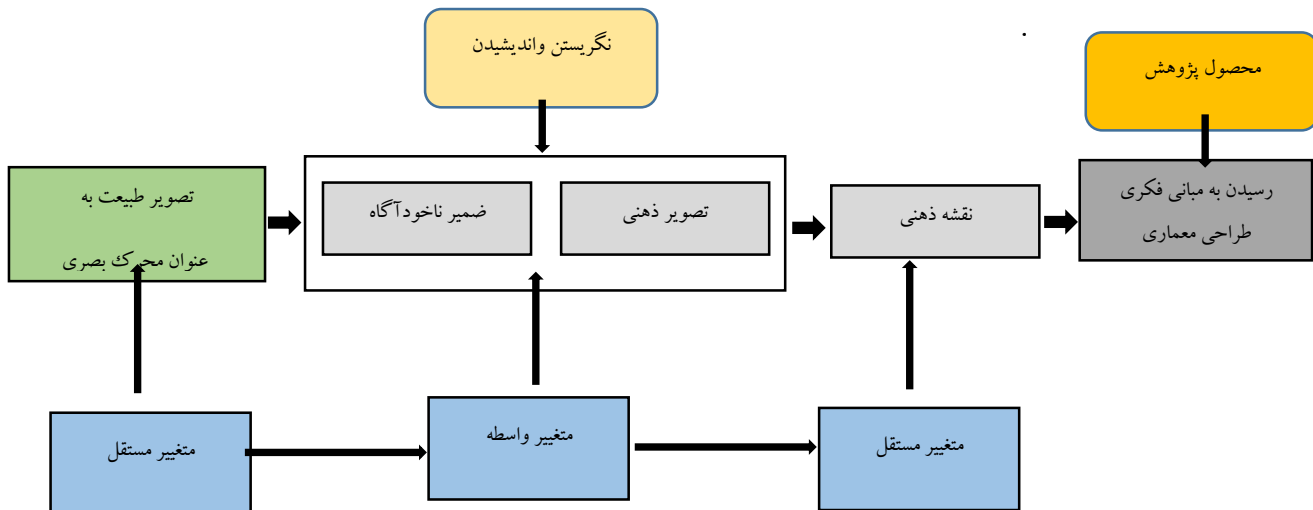 نگریستن واندیشیدن
محصول پژوهش
تصویر طبیعت به
عنوان محرک بصری
ضمیر ناخودآگاه
تصویر ذهنی
نقشه ذهنی
رسیدن به مبانی فکری
طراحی معماری
متغییر مستقل
متغییر واسطه
متغییر مستقل